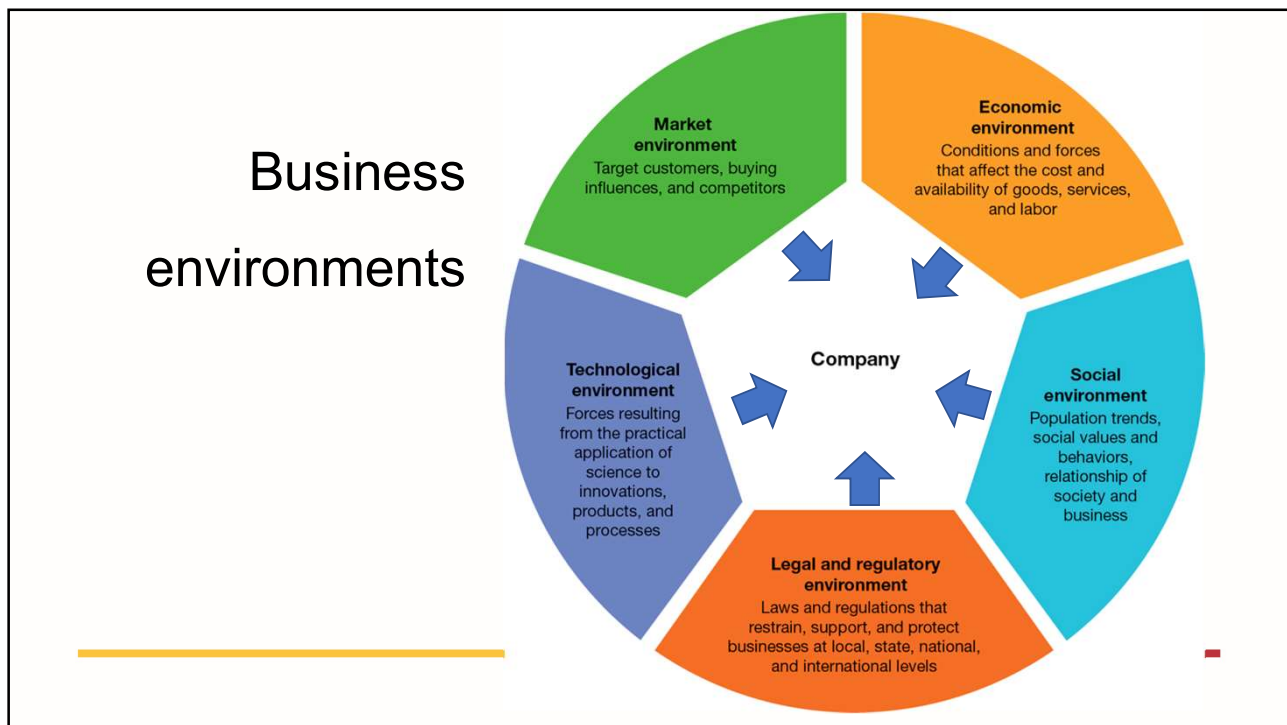 Business
environments
Market
environment
Target customers, buying
influences, and competitors
Economic
environment
Conditions and forces
that affect the cost and
availability of goods, services,
and labor
Company
Technological
environment
Forces resulting
from the practical
application of
science to
innovations,
products, and
processes
Social
environment
Population trends,
social values and
behaviors,
relationship of
society and
business
Legal and regulatory
environment
Laws and regulations that
restrain, support, and protect
businesses at local, state, national,
and international levels